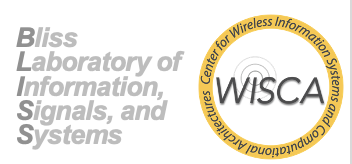 Bliss
Laboratory of
Information,
Signals, and
Systems
Center for Wireless Information Systems and Computational Architectures
WISCA